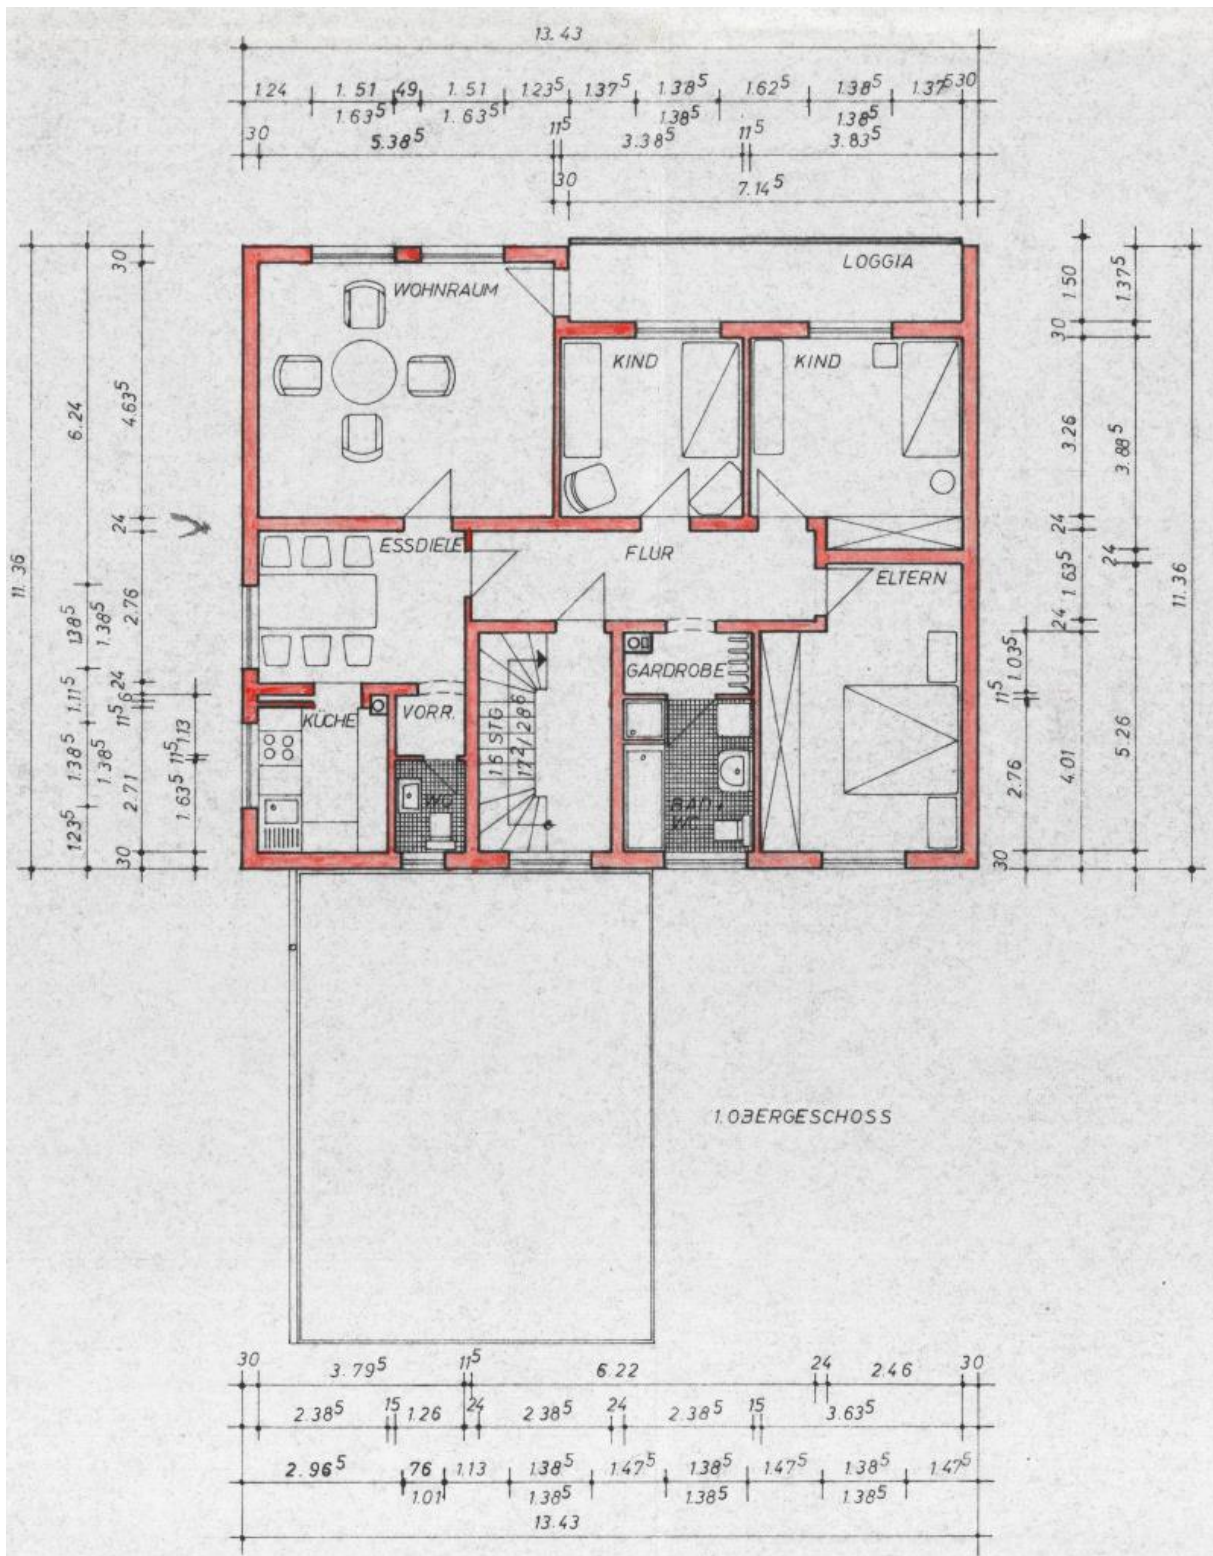 13.43
1.24 1.51 49 1.51 1.23⁵ 1.37⁵ 1.38⁵ 1.62⁵ 1.38⁵ 1.37⁵ 30
1.63⁵ 1.63⁵ 1.38⁵ 1.38⁵
30 5.38⁵ 11⁵ 3.38⁵ 11⁵ 3.83⁵
30 7.14⁵
LOGGIA
WOHNRAUM
KIND
KIND
ESSDIELE
FLUR
ELTERN
GARDROBE
KÜCHE
VORR.
16 STG
17²/28⁶
WC
BAD+
WC
11.36
6.24
1.38⁵
1.38⁵
1.11⁵
1.38⁵
1.38⁵
1.23⁵
30
4.63⁵
24
2.76
24
6
11⁵
2.71
30
1.13
11⁵
1.63⁵
1.50
30
3.26
24
1.63⁵
24
4.01
1.37⁵
3.88⁵
24
5.26
11.36
1.03⁵
11⁵
2.76
30
1.OBERGESCHOSS
30 3.79⁵ 11⁵ 6.22 24 2.46 30
2.38⁵ 15 1.26 24 2.38⁵ 24 2.38⁵ 15 3.63⁵
2.96⁵ 76 1.13 1.38⁵ 1.47⁵ 1.38⁵ 1.47⁵ 1.38⁵ 1.47⁵
1.01 1.38⁵ 1.38⁵ 1.38⁵
13.43